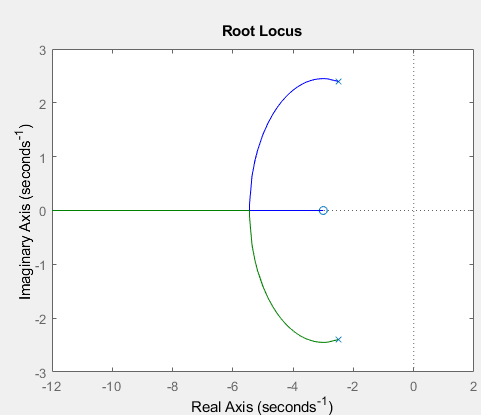 Root Locus
3
2
1
0
-1
-2
-3
Imaginary Axis (seconds-1)
-12 -10 -8 -6 -4 -2 0 2
Real Axis (seconds-1)